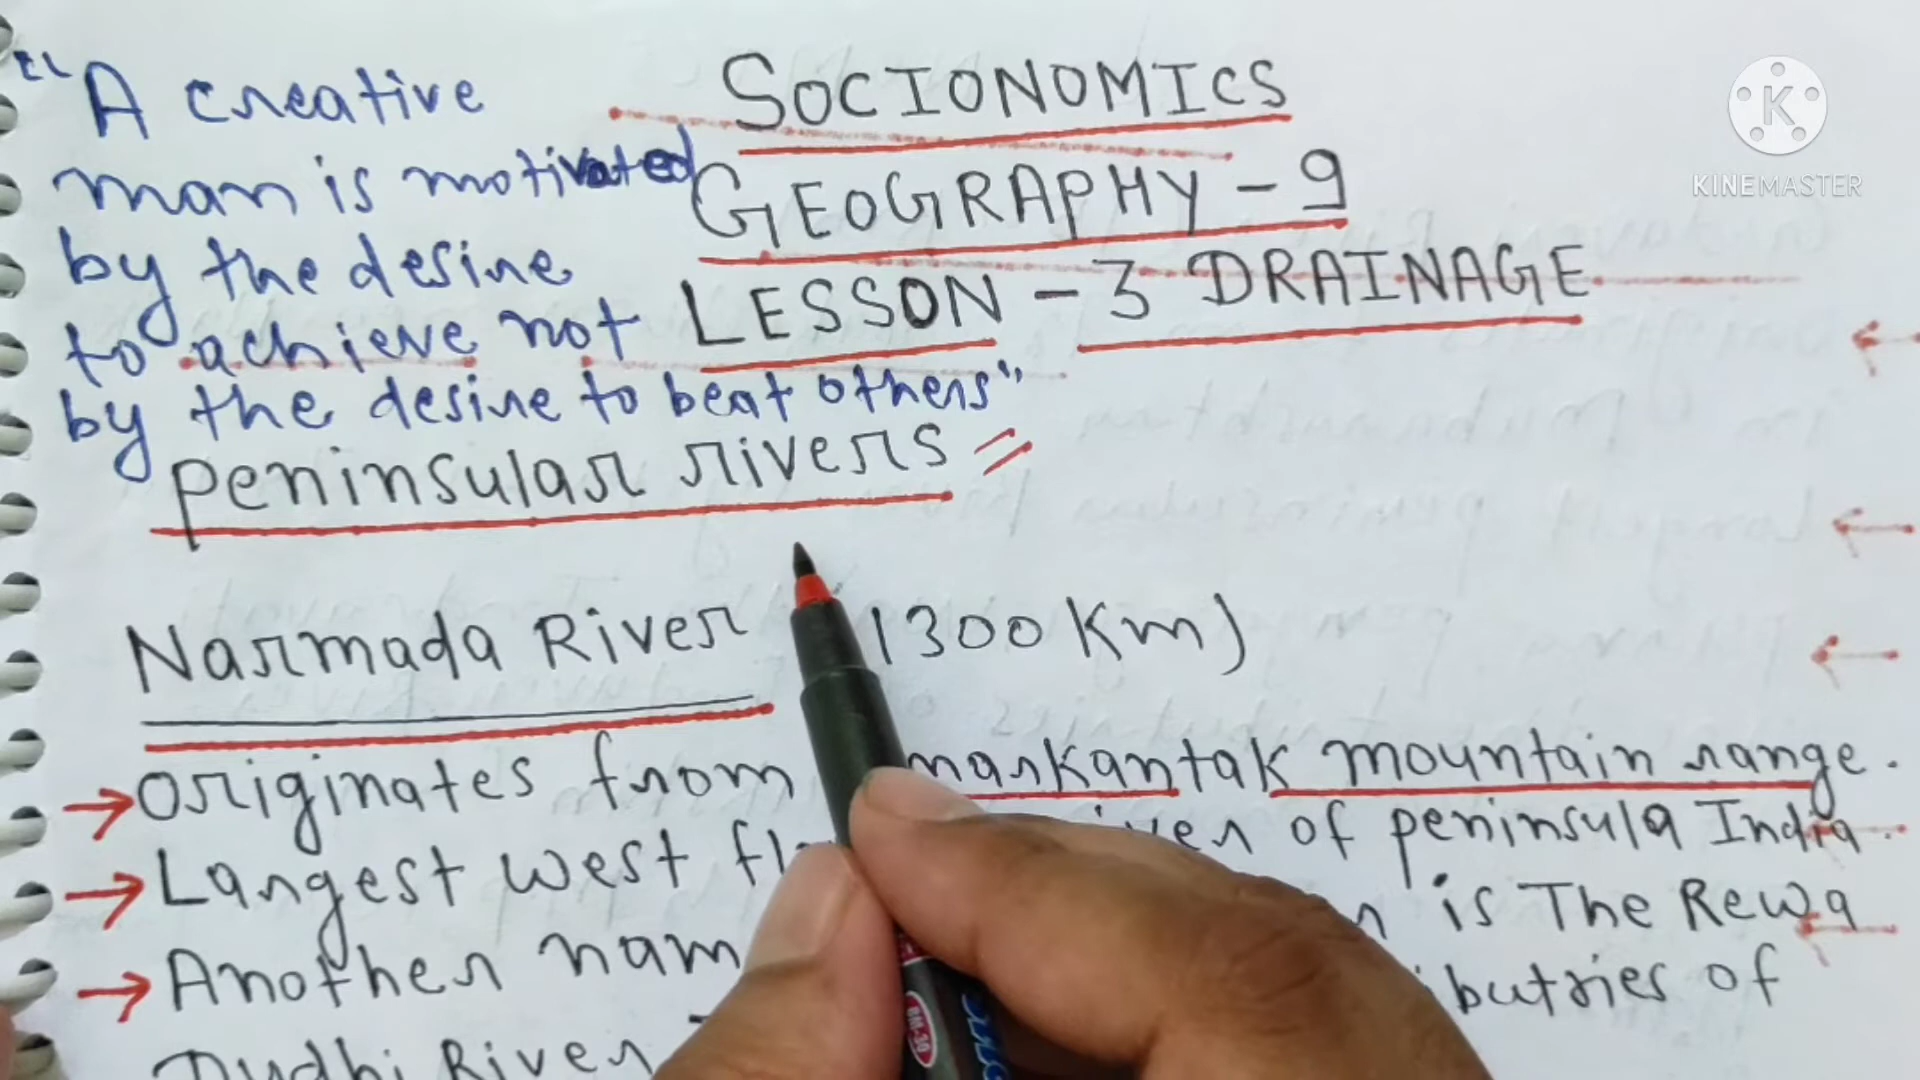 "A creative
man is motivated
by the desire
to achieve not
by the desire to beat others"
SOCIONOMICS
GEOGRAPHY - 9
LESSON - 3 DRAINAGE
KINEMASTER
Peninsular rivers
Narmada River 1300 Km)
Originates from markantak mountain range.
Largest west of peninsula India.
Another is The Rewa
of
Dudhi River